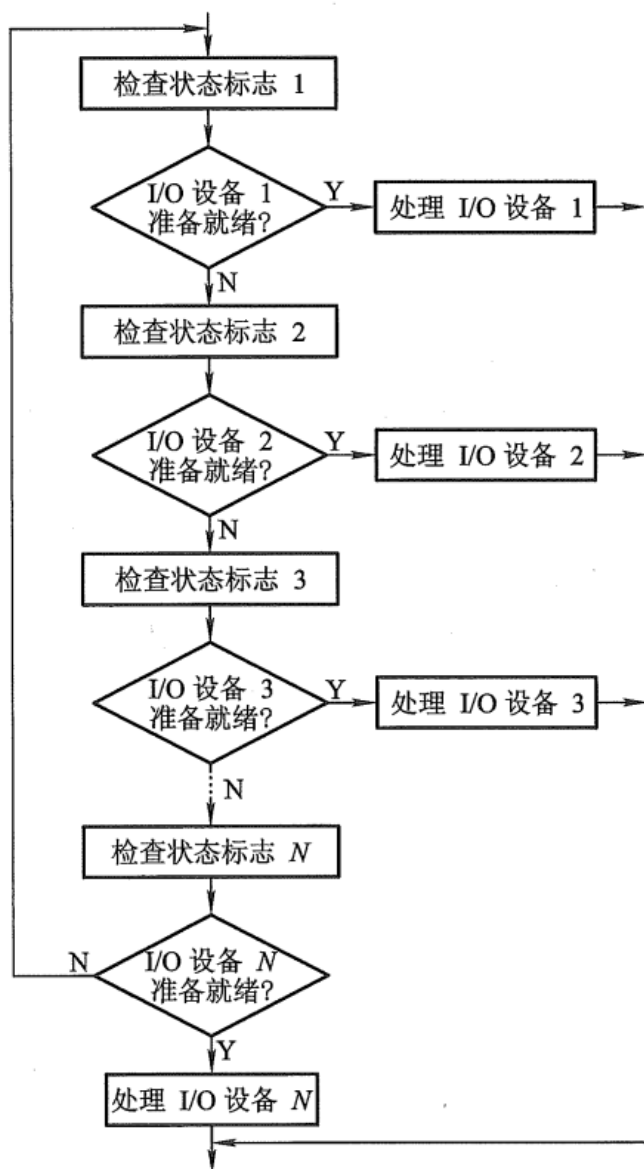 检查状态标志 1
I/O 设备 1
准备就绪?
Y
处理 I/O 设备 1
N
检查状态标志 2
I/O 设备 2
准备就绪?
Y
处理 I/O 设备 2
N
检查状态标志 3
I/O 设备 3
准备就绪?
Y
处理 I/O 设备 3
N
检查状态标志 N
N
I/O 设备 N
准备就绪?
Y
处理 I/O 设备 N